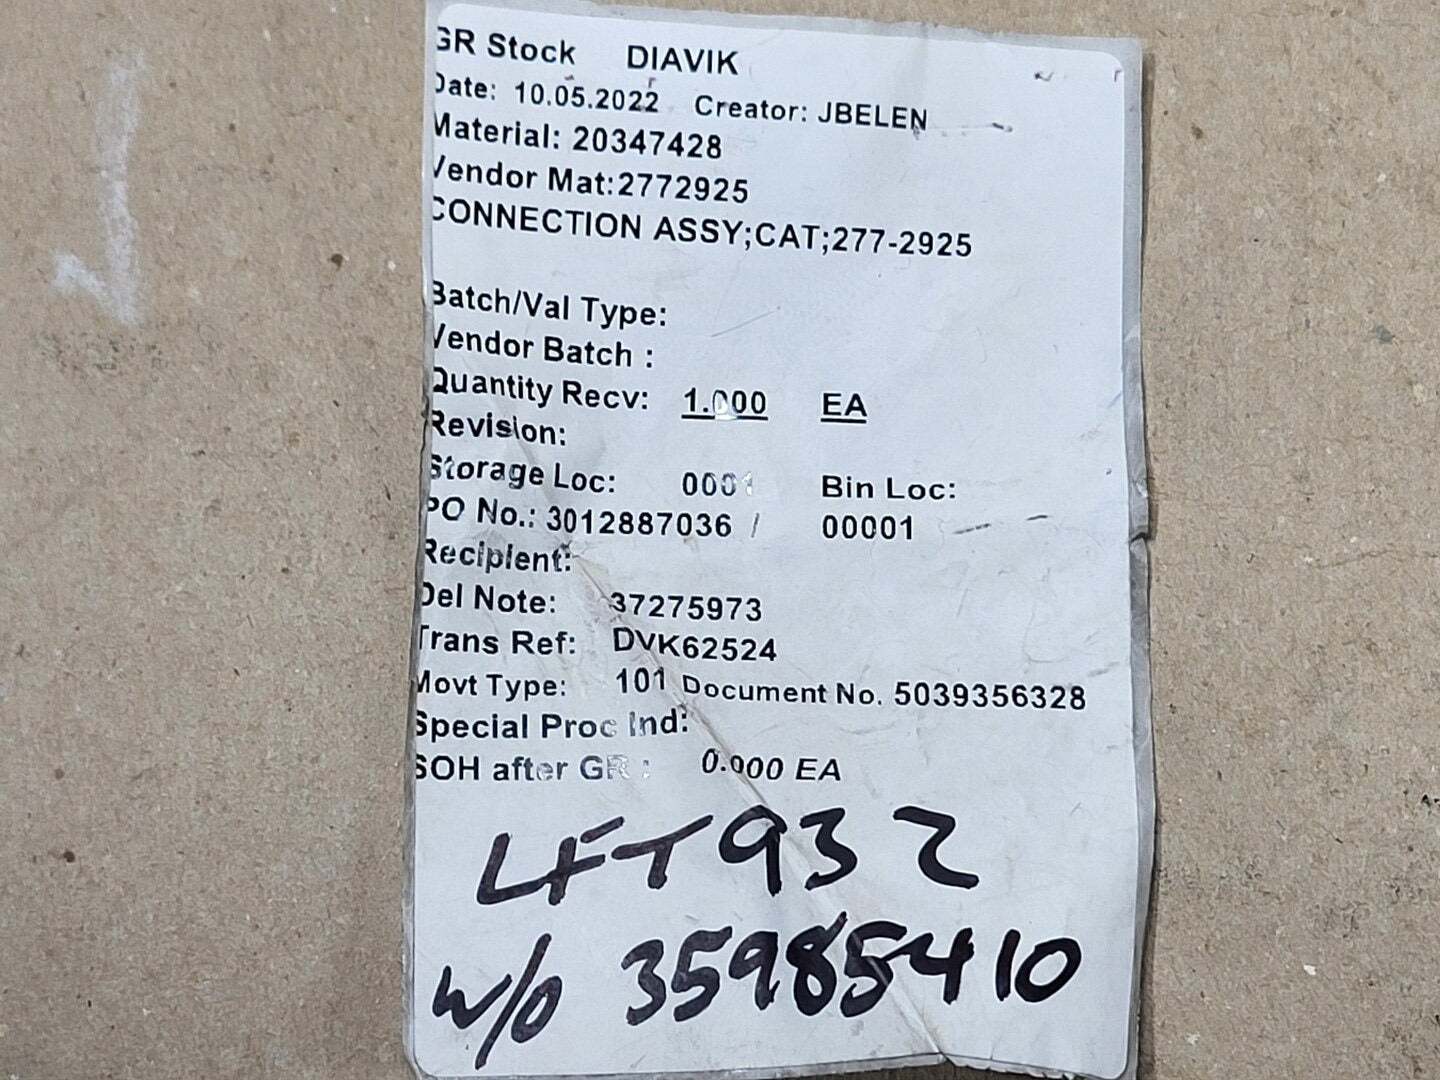 GR Stock DIAVIK
Date: 10.05.2022 Creator: JBELEN
Material: 20347428
Vendor Mat:2772925
CONNECTION ASSY;CAT;277-2925
Batch/Val Type:
Vendor Batch :
Quantity Recv: 1.000 EA
Revision:
Storage Loc: 0001 Bin Loc:
PO No.: 3012887036 / 00001
Recipient:
Del Note: 37275973
Trans Ref: DVK62524
Movt Type: 101 Document No. 5039356328
Special Proc Ind:
SOH after GR : 0.000 EA
LFT932
w/o 35985410